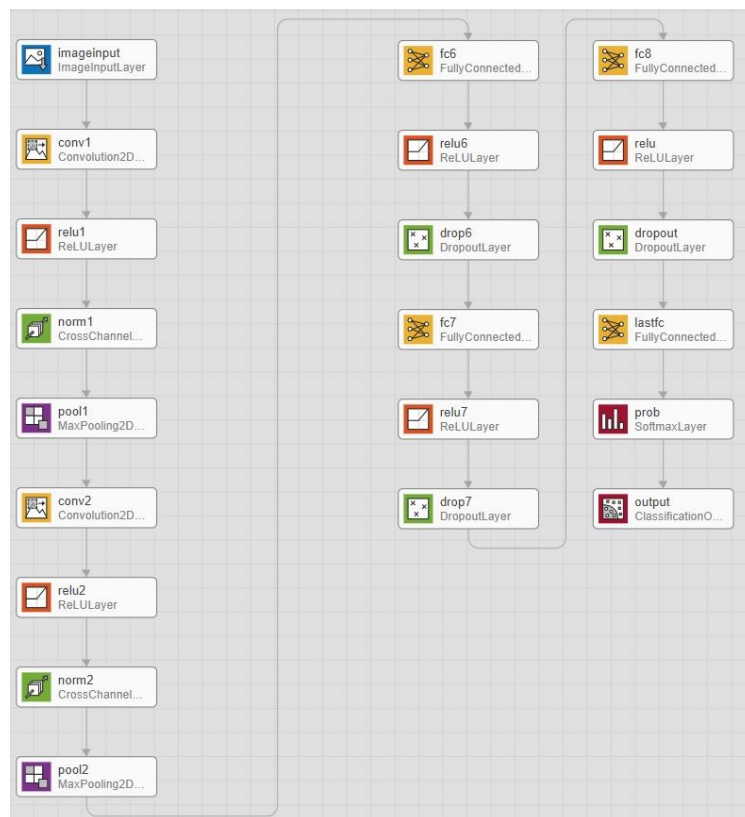 imageinput
ImageInputLayer
conv1
Convolution2D...
relu1
ReLULayer
norm1
CrossChannel...
pool1
MaxPooling2D...
conv2
Convolution2D...
relu2
ReLULayer
norm2
CrossChannel...
pool2
MaxPooling2D...
fc6
FullyConnected...
relu6
ReLULayer
drop6
DropoutLayer
fc7
FullyConnected...
relu7
ReLULayer
drop7
DropoutLayer
fc8
FullyConnected...
relu
ReLULayer
dropout
DropoutLayer
lastfc
FullyConnected...
prob
SoftmaxLayer
output
ClassificationO...